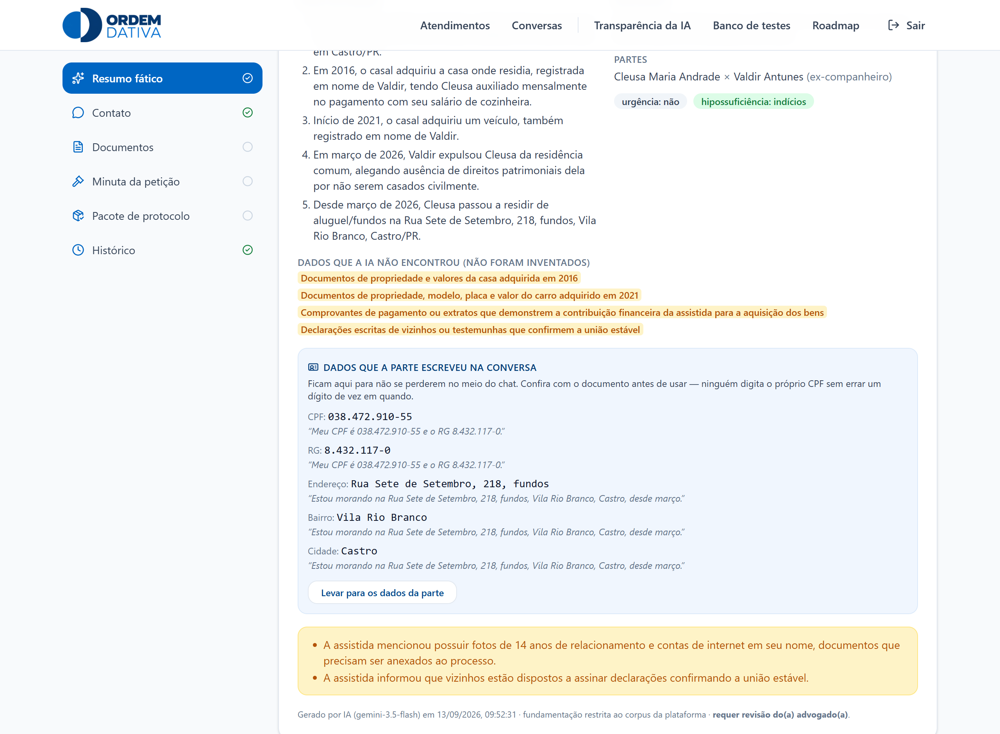 ORDEM
DATIVA
Atendimentos
Conversas
Transparência da IA
Banco de testes
Roadmap
Sair
Resumo fático
Contato
Documentos
Minuta da petição
Pacote de protocolo
Histórico
em Castro/PR.
2. Em 2016, o casal adquiriu a casa onde residia, registrada
em nome de Valdir, tendo Cleusa auxiliado mensalmente
no pagamento com seu salário de cozinheira.
3. Início de 2021, o casal adquiriu um veículo, também
registrado em nome de Valdir.
4. Em março de 2026, Valdir expulsou Cleusa da residência
comum, alegando ausência de direitos patrimoniais dela
por não serem casados civilmente.
5. Desde março de 2026, Cleusa passou a residir de
aluguel/fundos na Rua Sete de Setembro, 218, fundos, Vila
Rio Branco, Castro/PR.
PARTES
Cleusa Maria Andrade × Valdir Antunes (ex-companheiro)
urgência: não
hipossuficiência: indícios
DADOS QUE A IA NÃO ENCONTROU (NÃO FORAM INVENTADOS)
Documentos de propriedade e valores da casa adquirida em 2016
Documentos de propriedade, modelo, placa e valor do carro adquirido em 2021
Comprovantes de pagamento ou extratos que demonstrem a contribuição financeira da assistida para a aquisição dos bens
Declarações escritas de vizinhos ou testemunhas que confirmem a união estável
DADOS QUE A PARTE ESCREVEU NA CONVERSA
Ficam aqui para não se perderem no meio do chat. Confira com o documento antes de usar — ninguém digita o próprio CPF sem errar um
dígito de vez em quando.
CPF: 038.472.910-55
“Meu CPF é 038.472.910-55 e o RG 8.432.117-0.”
RG: 8.432.117-0
“Meu CPF é 038.472.910-55 e o RG 8.432.117-0.”
Endereço: Rua Sete de Setembro, 218, fundos
“Estou morando na Rua Sete de Setembro, 218, fundos, Vila Rio Branco, Castro, desde março.”
Bairro: Vila Rio Branco
“Estou morando na Rua Sete de Setembro, 218, fundos, Vila Rio Branco, Castro, desde março.”
Cidade: Castro
“Estou morando na Rua Sete de Setembro, 218, fundos, Vila Rio Branco, Castro, desde março.”
Levar para os dados da parte
• A assistida mencionou possuir fotos de 14 anos de relacionamento e contas de internet em seu nome, documentos que
precisam ser anexados ao processo.
• A assistida informou que vizinhos estão dispostos a assinar declarações confirmando a união estável.
Gerado por IA (gemini-3.5-flash) em 13/09/2026, 09:52:31 · fundamentação restrita ao corpus da plataforma · requer revisão do(a) advogado(a).